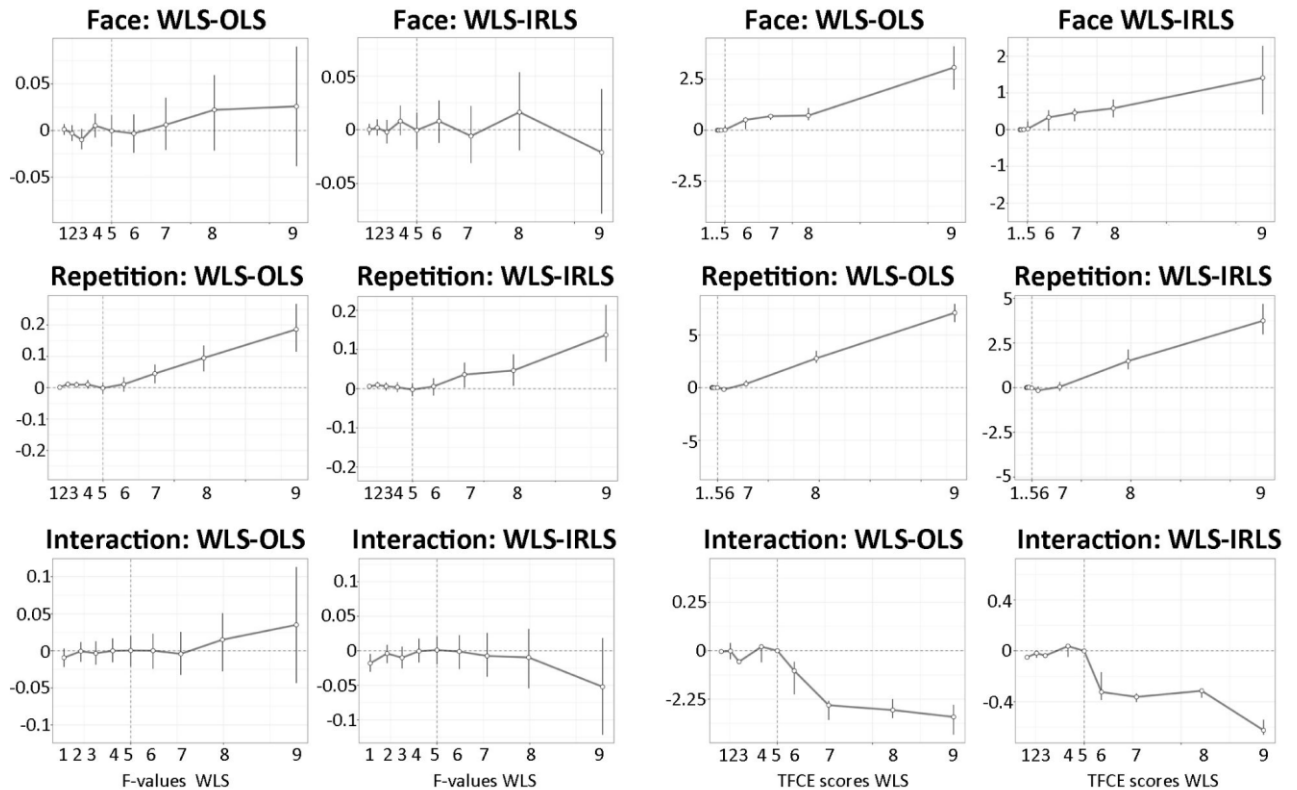 Face: WLS-OLS
0.05
0
-0.05
123 4 5 6 7 8 9
Face: WLS-IRLS
0.05
0
-0.05
123 4 5 6 7 8 9
Face: WLS-OLS
2.5
0
-2.5
1..5 6 7 8 9
Face WLS-IRLS
2
1
0
-1
-2
1..5 6 7 8 9
Repetition: WLS-OLS
0.2
0.1
0
-0.1
-0.2
123 4 5 6 7 8 9
Repetition: WLS-IRLS
0.2
0.1
0
-0.1
-0.2
1234 5 6 7 8 9
Repetition: WLS-OLS
5
0
-5
1..56 7 8 9
Repetition: WLS-IRLS
5
2.5
0
-2.5
-5
1..56 7 8 9
Interaction: WLS-OLS
0.1
0.05
0
-0.05
-0.1
1 2 3 4 5 6 7 8 9
F-values WLS
Interaction: WLS-IRLS
0.1
0.05
0
-0.05
-0.1
1 2 3 4 5 6 7 8 9
F-values WLS
Interaction: WLS-OLS
0.25
0
-2.25
123 4 5 6 7 8 9
TFCE scores WLS
Interaction: WLS-IRLS
0.4
0
-0.4
123 4 5 6 7 8 9
TFCE scores WLS